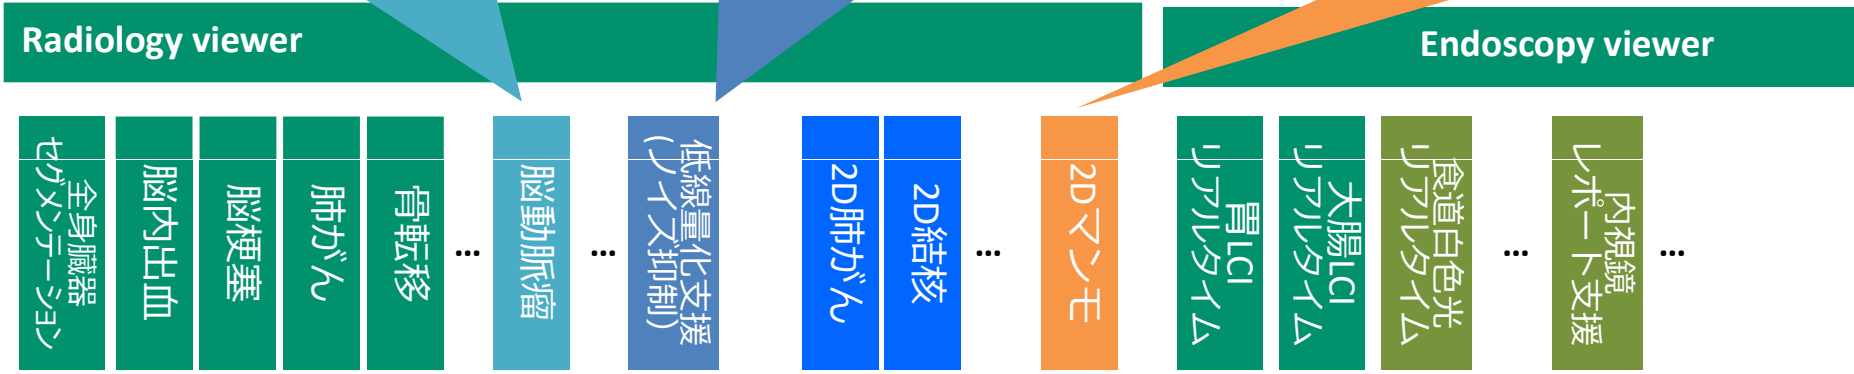 Radiology viewer
Endoscopy viewer
全身臓器
セグメンテーション
脳内出血
脳梗塞
肺がん
骨転移
...
脳動脈瘤
...
低線量化支援
(ノイズ抑制)
2D肺がん
2D結核
...
2Dマンモ
胃LCI
リアルタイム
大腸LCI
リアルタイム
食道白色光
リアルタイム
...
内視鏡
レポート支援
...